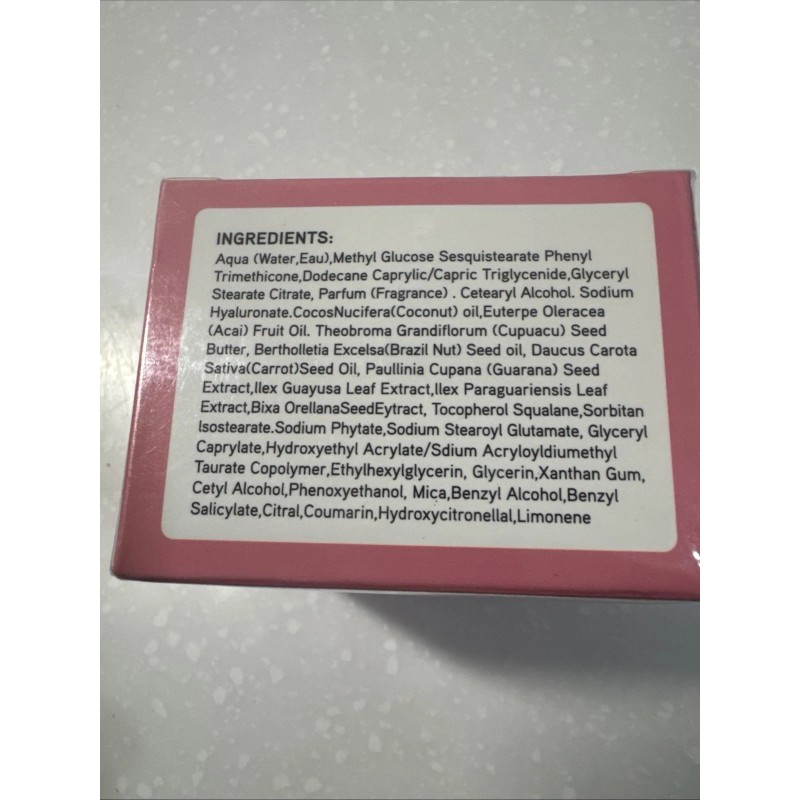 INGREDIENTS:
Aqua (Water,Eau),Methyl Glucose Sesquistearate Phenyl
Trimethicone,Dodecane Caprylic/Capric Triglycenide,Glyceryl
Stearate Citrate, Parfum (Fragrance) . Cetearyl Alcohol. Sodium
Hyaluronate.CocosNucifera(Coconut) oil,Euterpe Oleracea
(Acai) Fruit Oil. Theobroma Grandiflorum (Cupuacu) Seed
Butter, Bertholletia Excelsa(Brazil Nut) Seed oil, Daucus Carota
Sativa(Carrot)Seed Oil, Paullinia Cupana (Guarana) Seed
Extract,llex Guayusa Leaf Extract,llex Paraguariensis Leaf
Extract,Bixa OrellanaSeedEytract, Tocopherol Squalane,Sorbitan
lsostearate.Sodium Phytate,Sodium Stearoyl Glutamate, Glyceryl
Caprylate,Hydroxyethyl Acrylate/Sdium Acryloyldiumethyl
Taurate Copolymer,Ethylhexylglycerin, Glycerin,Xanthan Gum,
Cetyl Alcohol,Phenoxyethanol, Mica,Benzyl Alcohol,Benzyl
Salicylate,Citral,Coumarin,Hydroxycitronellal,Limonene